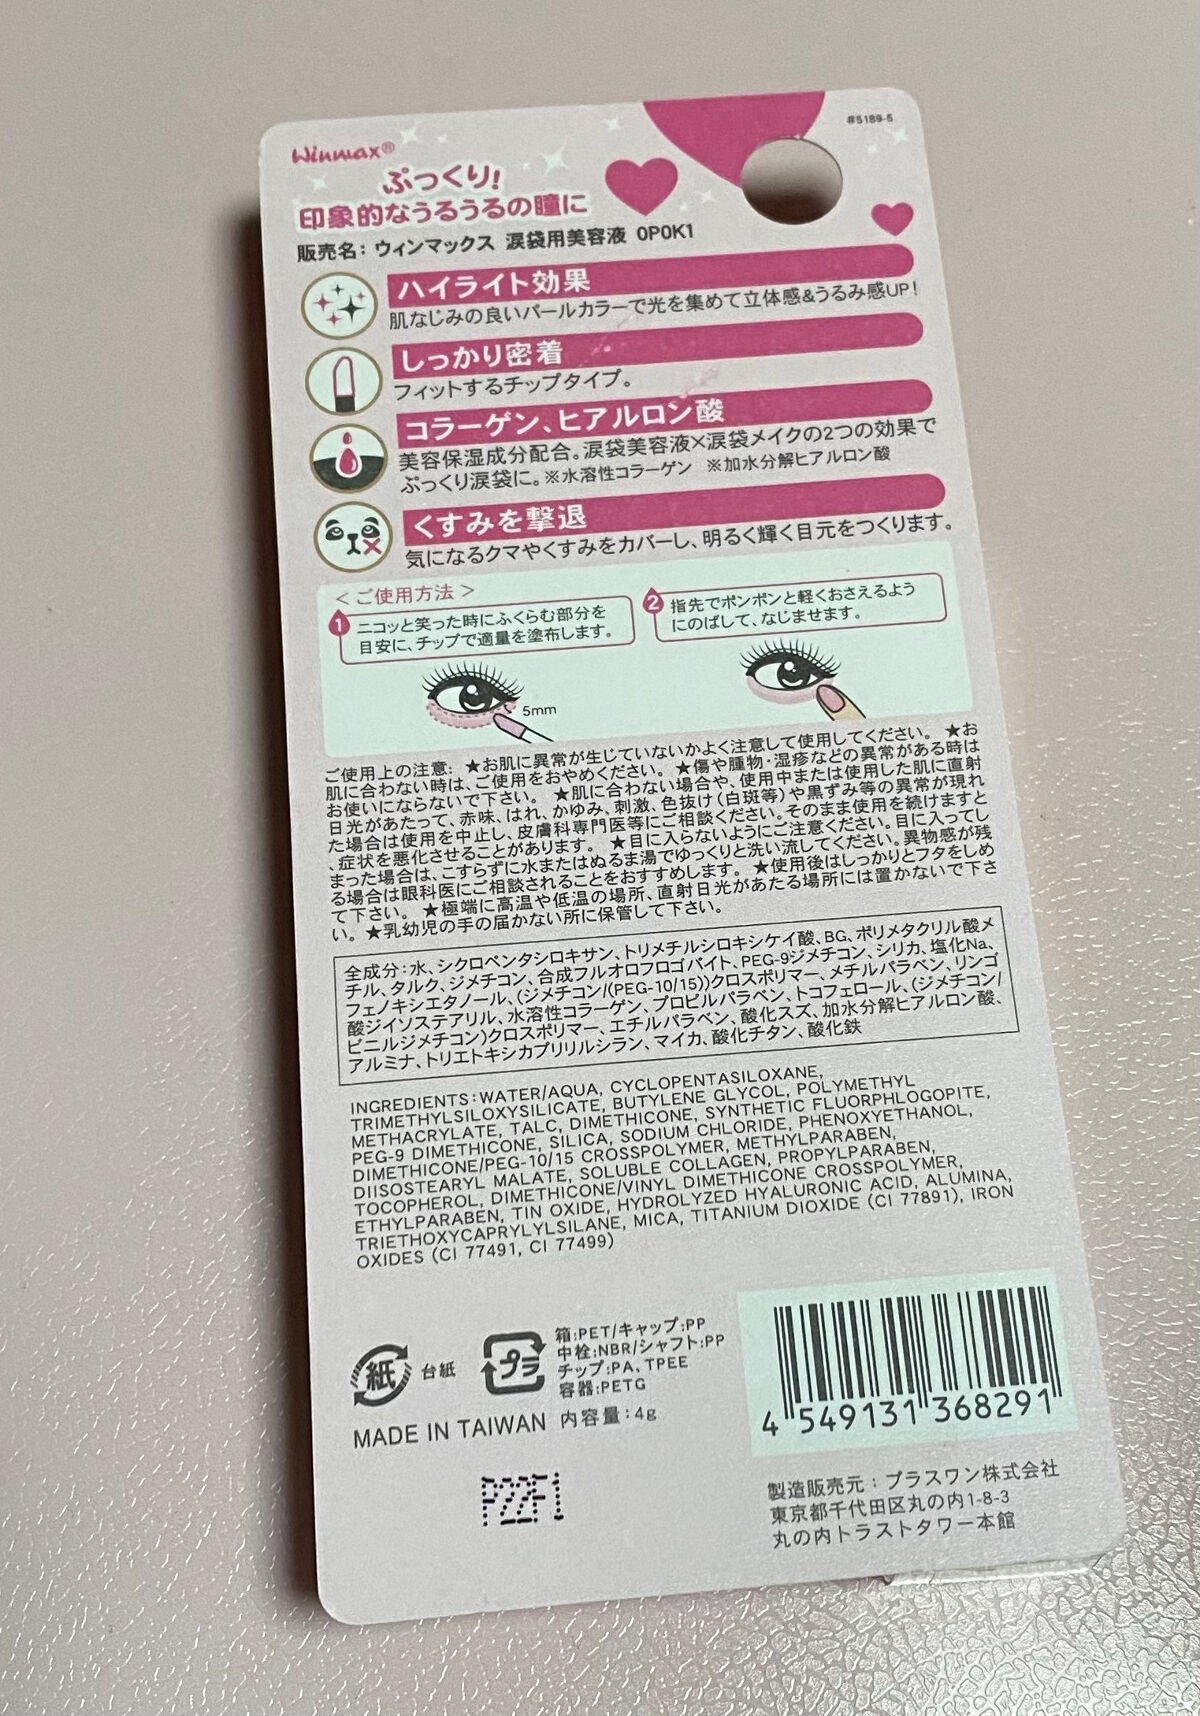 Winmax®
#5189-5
ぷっくり!
印象的なうるうるの瞳に
販売名：ウィンマックス 涙袋用美容液 0P0K1
ハイライト効果
肌なじみの良いパールカラーで光を集めて立体感&うるみ感UP!
しっかり密着
フィットするチップタイプ。
コラーゲン、ヒアルロン酸
美容保湿成分配合。涙袋美容液×涙袋メイクの2つの効果で
ぷっくり涙袋に。※水溶性コラーゲン ※加水分解ヒアルロン酸
くすみを撃退
気になるクマやくすみをカバーし、明るく輝く目元をつくります。
＜ご使用方法＞
1 ニコッと笑った時にふくらむ部分を
目安に、チップで適量を塗布します。
2 指先でポンポンと軽くおさえるよう
にのばして、なじませます。
5mm
ご使用上の注意: ★お肌に異常が生じていないかよく注意して使用してください。 ★お
肌に合わない時は、ご使用をおやめください。 ★傷や腫物・湿疹などの異常がある時は
お使いにならないで下さい。 ★肌に合わない場合や、使用中または使用した肌に直射
日光があたって、赤味、はれ、かゆみ、刺激、色抜け(白斑等)や黒ずみ等の異常が現れ
た場合は使用を中止し、皮膚科専門医等にご相談ください。そのまま使用を続けますと
、症状を悪化させることがあります。 ★目に入らないようにご注意ください。目に入ってし
まった場合は、こすらずに水またはぬるま湯でゆっくりと洗い流してください。異物感が残
る場合は眼科医にご相談されることをおすすめします。 ★使用後はしっかりとフタをしめ
て下さい。 ★極端に高温や低温の場所、直射日光があたる場所には置かないで下さ
い。 ★乳幼児の手の届かない所に保管して下さい。
全成分：水、シクロペンタシロキサン、トリメチルシロキシケイ酸、BG、ポリメタクリル酸メ
チル、タルク、ジメチコン、合成フルオロフロゴパイト、PEG-9ジメチコン、シリカ、塩化Na、
フェノキシエタノール、(ジメチコン/(PEG-10/15))クロスポリマー、メチルパラベン、リンゴ
酸ジイソステアリル、水溶性コラーゲン、プロピルパラベン、トコフェロール、(ジメチコン/
ビニルジメチコン)クロスポリマー、エチルパラベン、酸化スズ、加水分解ヒアルロン酸、
アルミナ、トリエトキシカプリリルシラン、マイカ、酸化チタン、酸化鉄
INGREDIENTS:WATER/AQUA, CYCLOPENTASILOXANE,
TRIMETHYLSILOXYSILICATE, BUTYLENE GLYCOL, POLYMETHYL
METHACRYLATE, TALC, DIMETHICONE, SYNTHETIC FLUORPHLOGOPITE,
PEG-9 DIMETHICONE, SILICA, SODIUM CHLORIDE, PHENOXYETHANOL,
DIMETHICONE/PEG-10/15 CROSSPOLYMER, METHYLPARABEN,
DIISOSTEARYL MALATE, SOLUBLE COLLAGEN, PROPYLPARABEN,
TOCOPHEROL, DIMETHICONE/VINYL DIMETHICONE CROSSPOLYMER,
ETHYLPARABEN, TIN OXIDE, HYDROLYZED HYALURONIC ACID, ALUMINA,
TRIETHOXYCAPRYLYLSILANE, MICA, TITANIUM DIOXIDE (CI 77891), IRON
OXIDES (CI 77491, CI 77499)
紙
台紙
プラ
箱:PET/キャップ:PP
中栓:NBR/シャフト:PP
チップ:PA、TPEE
容器:PETG
MADE IN TAIWAN 内容量：4g
4 549131 368291
P22F1
製造販売元：プラスワン株式会社
東京都千代田区丸の内1-8-3
丸の内トラストタワー本館